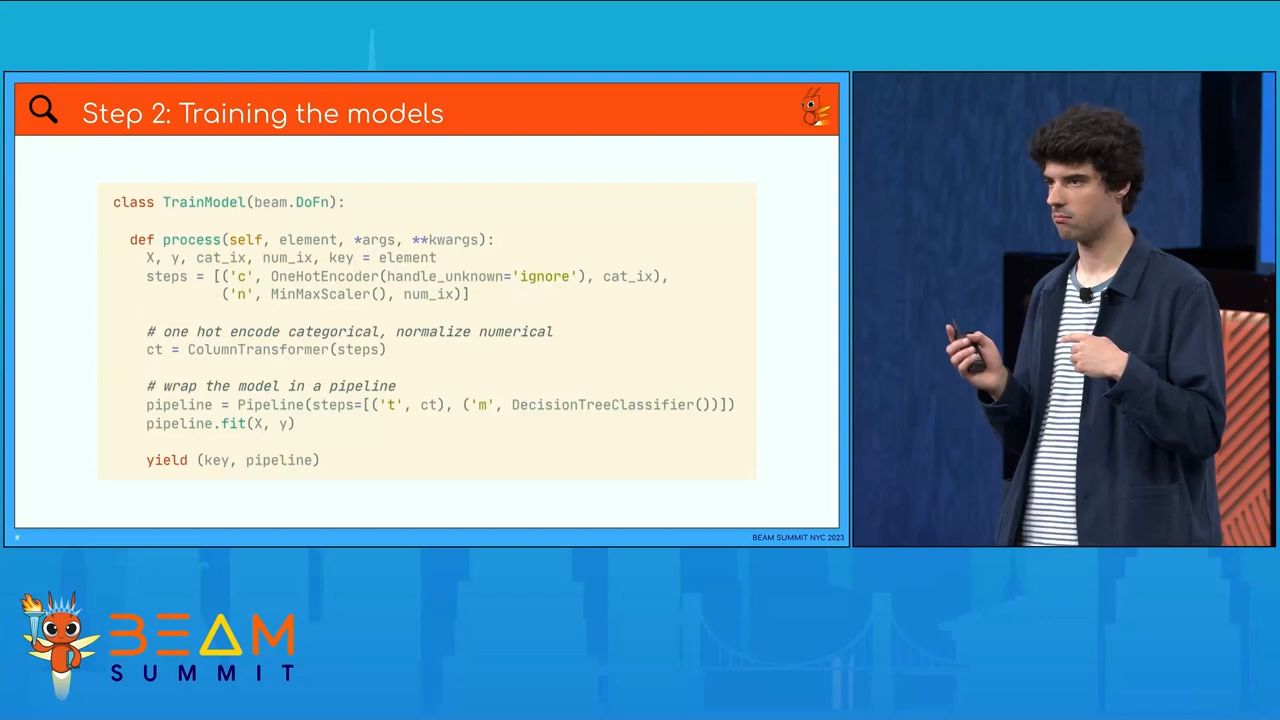 Step 2: Training the models
class TrainModel(beam.DoFn):
def process(self, element, *args, **kwargs):
X, y, cat_ix, num_ix, key = element
steps = [('c', OneHotEncoder(handle_unknown='ignore'), cat_ix),
('n', MinMaxScaler(), num_ix)]
# one hot encode categorical, normalize numerical
ct = ColumnTransformer(steps)
# wrap the model in a pipeline
pipeline = Pipeline(steps=[('t', ct), ('m', DecisionTreeClassifier())])
pipeline.fit(X, y)
yield (key, pipeline)
#
BEAM SUMMIT NYC 2023
BEAM
SUMMIT